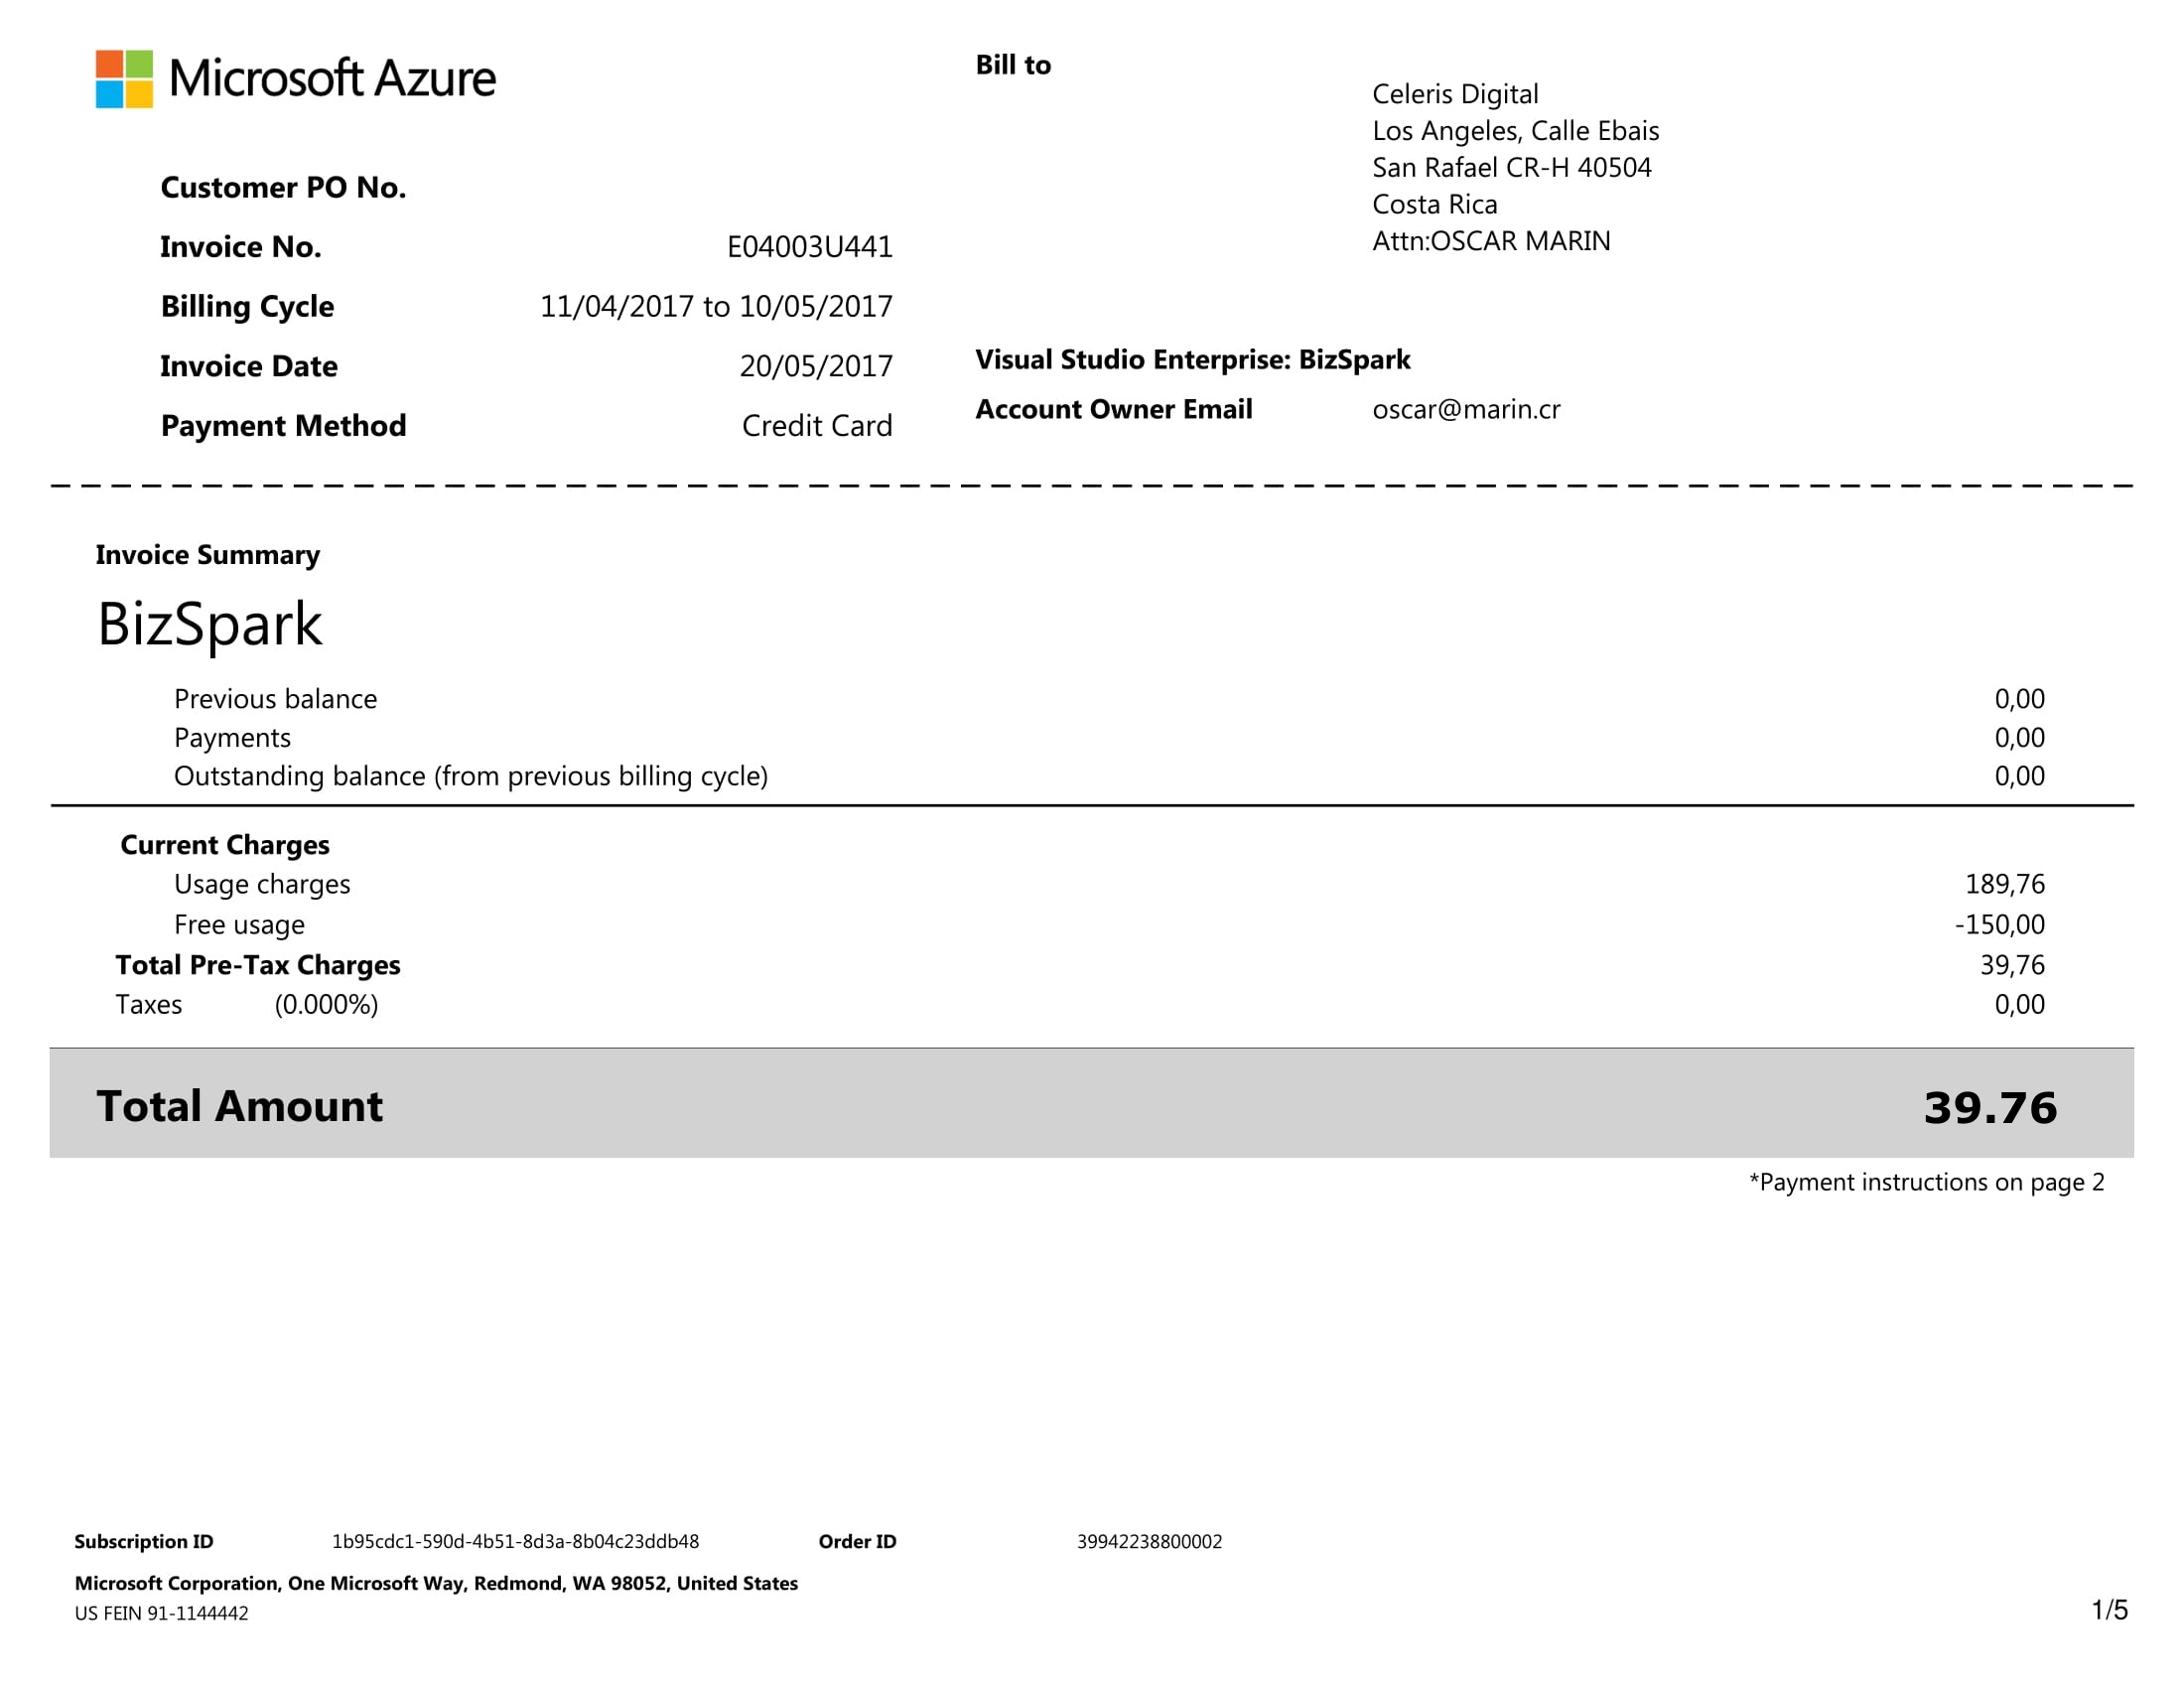 Microsoft Azure
Customer PO No.
Invoice No. E04003U441
Billing Cycle 11/04/2017 to 10/05/2017
Invoice Date 20/05/2017
Payment Method Credit Card
Bill to
Celeris Digital
Los Angeles, Calle Ebais
San Rafael CR-H 40504
Costa Rica
Attn:OSCAR MARIN
Visual Studio Enterprise: BizSpark
Account Owner Email oscar@marin.cr
Invoice Summary
BizSpark
Previous balance 0,00
Payments 0,00
Outstanding balance (from previous billing cycle) 0,00
Current Charges
Usage charges 189,76
Free usage -150,00
Total Pre-Tax Charges 39,76
Taxes (0.000%) 0,00
Total Amount 39.76
*Payment instructions on page 2
Subscription ID 1b95cdc1-590d-4b51-8d3a-8b04c23ddb48 Order ID 39942238800002
Microsoft Corporation, One Microsoft Way, Redmond, WA 98052, United States
US FEIN 91-1144442
1/5